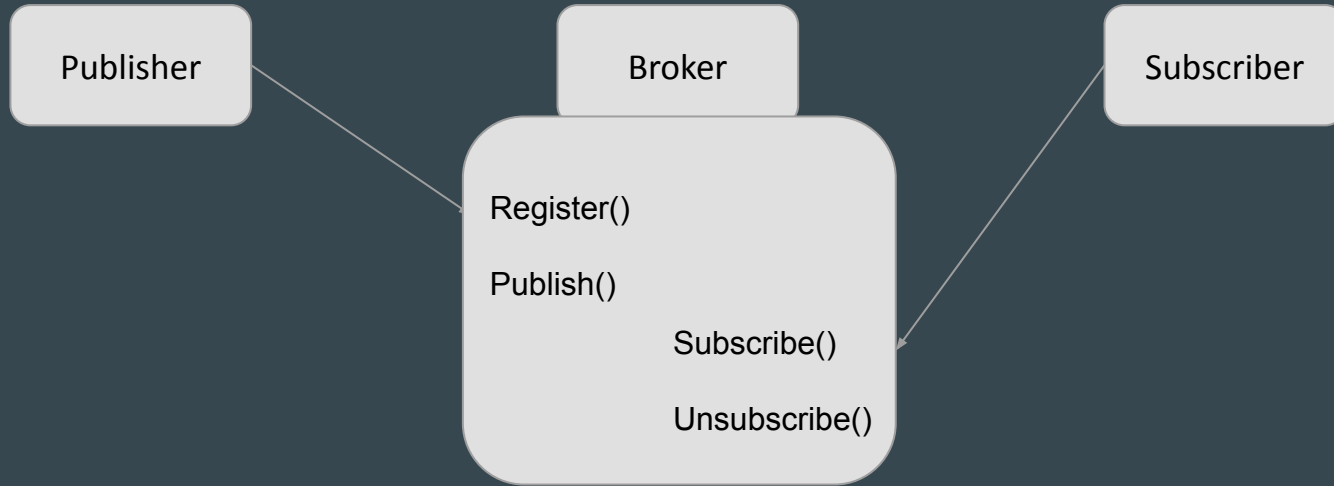 Publisher
Broker
Subscriber
Register()
Publish()
Subscribe()
Unsubscribe()